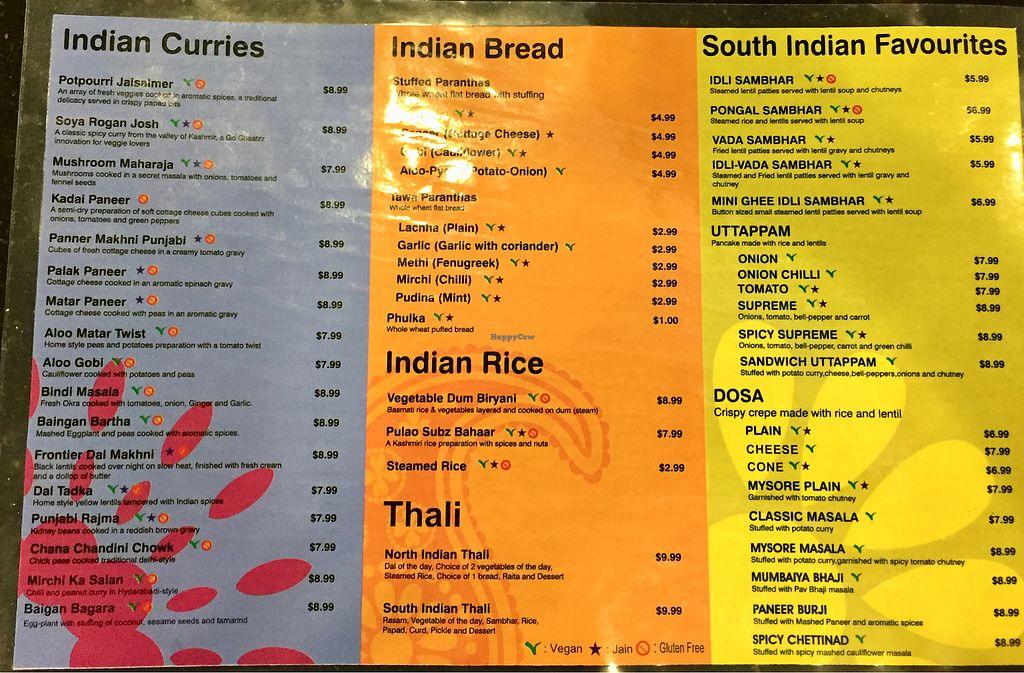 Indian Curries
Potpourri Jaisalmer $8.99
An array of fresh veggies cooked in aromatic spices, a traditional
delicacy served in crispy papad bits
Soya Rogan Josh $8.99
A classic spicy curry from the valley of Kashmir, a Go Ghaatzz
innovation for veggie lovers
Mushroom Maharaja $7.99
Mushrooms cooked in a secret masala with onions, tomatoes and
fennel seeds
Kadai Paneer $8.99
A semi-dry preparation of soft cottage cheese cubes cooked with
onions, tomatoes and green peppers
Panner Makhni Punjabi $8.99
Cubes of fresh cottage cheese in a creamy tomato gravy
Palak Paneer $8.99
Cottage cheese cooked in an aromatic spinach gravy
Matar Paneer $8.99
Cottage cheese cooked with peas in an aromatic gravy
Aloo Matar Twist $7.99
Home style peas and potatoes preparation with a tomato twist
Aloo Gobi $7.99
Cauliflower cooked with potatoes and peas
Bindi Masala $8.99
Fresh Okra cooked with tomatoes, onion, Ginger and Garlic.
Baingan Bartha $8.99
Mashed Eggplant and peas cooked with aromatic spices.
Frontier Dal Makhni $8.99
Black lentils cooked over night on slow heat, finished with fresh cream
and a dollop of butter
Dal Tadka $7.99
Home style yellow lentils tempered with Indian spices
Punjabi Rajma $7.99
Kidney beans cooked in a reddish brown gravy
Chana Chandini Chowk $7.99
Chick peas cooked traditional delhi-style
Mirchi Ka Salan $8.99
Chilli and peanut curry in Hyderabadi-style
Baigan Bagara $8.99
Egg-plant with stuffing of coconut, sesame seeds and tamarind
Indian Bread
Stuffed Paranthas
Whole wheat flat bread with stuffing
$4.99
Paneer (Cottage Cheese) $4.99
Gobi (Cauliflower) $4.99
Aloo-Pyaz (Potato-Onion) $4.99
Tawa Paranthas
Whole wheat flat bread
Lachha (Plain) $2.99
Garlic (Garlic with coriander) $2.99
Methi (Fenugreek) $2.99
Mirchi (Chilli) $2.99
Pudina (Mint) $2.99
Phulka $1.00
Whole wheat puffed bread
HappyCow
Indian Rice
Vegetable Dum Biryani $8.99
Basmati rice & vegetables layered and cooked on dum (steam)
Pulao Subz Bahaar $7.99
A Kashmiri rice preparation with spices and nuts
Steamed Rice $2.99
Thali
North Indian Thali $9.99
Dal of the day, Choice of 2 vegetables of the day,
Steamed Rice, Choice of 1 bread, Raita and Dessert
South Indian Thali $9.99
Rasam, Vegetable of the day, Sambhar, Rice,
Papad, Curd, Pickle and Dessert
: Vegan : Jain : Gluten Free
South Indian Favourites
IDLI SAMBHAR $5.99
Steamed lentil patties served with lentil soup and chutneys
PONGAL SAMBHAR $6.99
Steamed rice and lentils served with lentil soup
VADA SAMBHAR $5.99
Fried lentil patties served with lentil gravy and chutneys
IDLI-VADA SAMBHAR $5.99
Steamed and Fried lentil patties served with lentil gravy and
chutney
MINI GHEE IDLI SAMBHAR $6.99
Button sized small steamed lentil patties served with lentil soup
UTTAPPAM
Pancake made with rice and lentils
ONION $7.99
ONION CHILLI $7.99
TOMATO $7.99
SUPREME $8.99
Onions, tomato, bell-pepper and carrot
SPICY SUPREME $8.99
Onions, tomato, bell-pepper, carrot and green chilli
SANDWICH UTTAPPAM $8.99
Stuffed with potato curry,cheese,bell-peppers,onions and chutney
DOSA
Crispy crepe made with rice and lentil
PLAIN $6.99
CHEESE $7.99
CONE $6.99
MYSORE PLAIN $7.99
Garnished with tomato chutney
CLASSIC MASALA $7.99
Stuffed with potato curry
MYSORE MASALA $8.99
Stuffed with potato curry,garnished with spicy tomato chutney
MUMBAIYA BHAJI $8.99
Stuffed with Pav Bhaji masala
PANEER BURJI $8.99
Stuffed with Mashed Paneer and aromatic spices
SPICY CHETTINAD $8.99
Stuffed with spicy mashed cauliflower masala